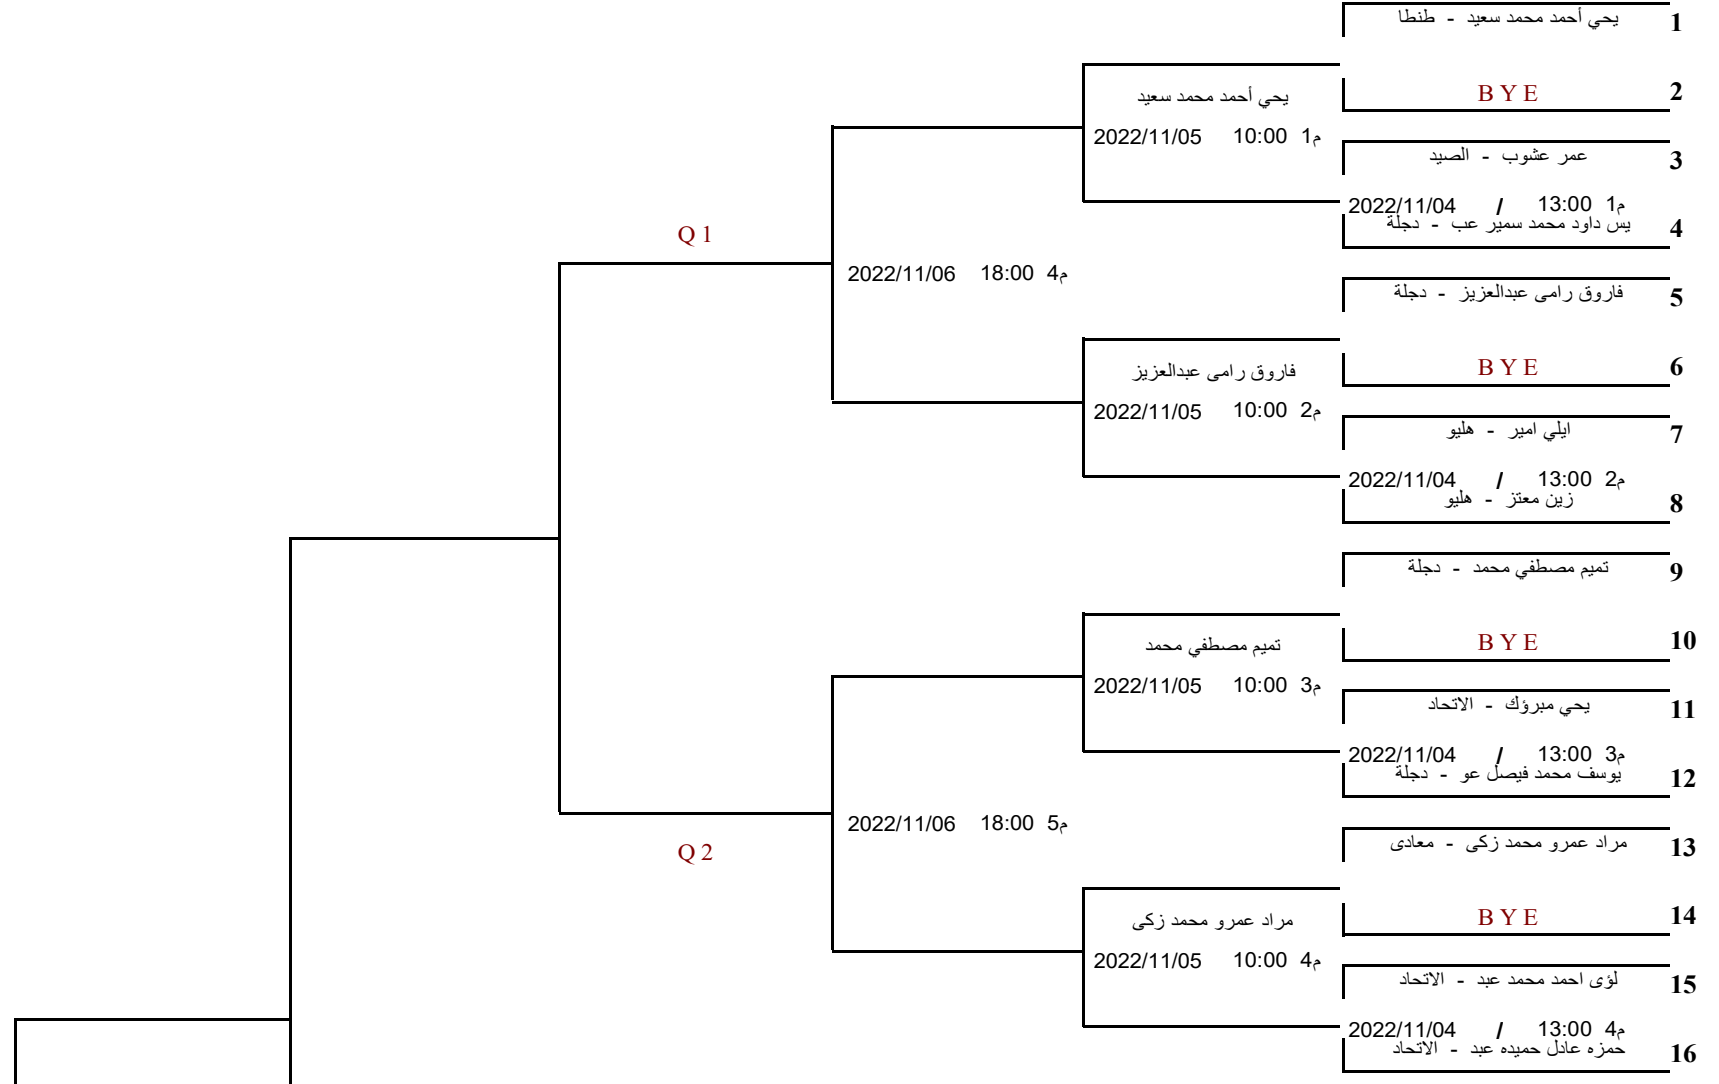 يحي أحمد محمد سعيد - طنطا 1
B Y E 2
يحي أحمد محمد سعيد
2022/11/05 10:00 م1
عمر عشوب - الصيد 3
2022/11/04 / 13:00 م1
يس داود محمد سمير عب - دجلة 4
Q 1
2022/11/06 18:00 م4
فاروق رامى عبدالعزيز - دجلة 5
B Y E 6
فاروق رامى عبدالعزيز
2022/11/05 10:00 م2
ايلي امير - هليو 7
2022/11/04 / 13:00 م2
زين معتز - هليو 8
تميم مصطفي محمد - دجلة 9
B Y E 10
تميم مصطفي محمد
2022/11/05 10:00 م3
يحي مبرؤك - الاتحاد 11
2022/11/04 / 13:00 م3
يوسف محمد فيصل عو - دجلة 12
2022/11/06 18:00 م5
Q 2
مراد عمرو محمد زكى - معادى 13
B Y E 14
مراد عمرو محمد زكى
2022/11/05 10:00 م4
لؤى احمد محمد عبد - الاتحاد 15
2022/11/04 / 13:00 م4
حمزه عادل حميده عبد - الاتحاد 16